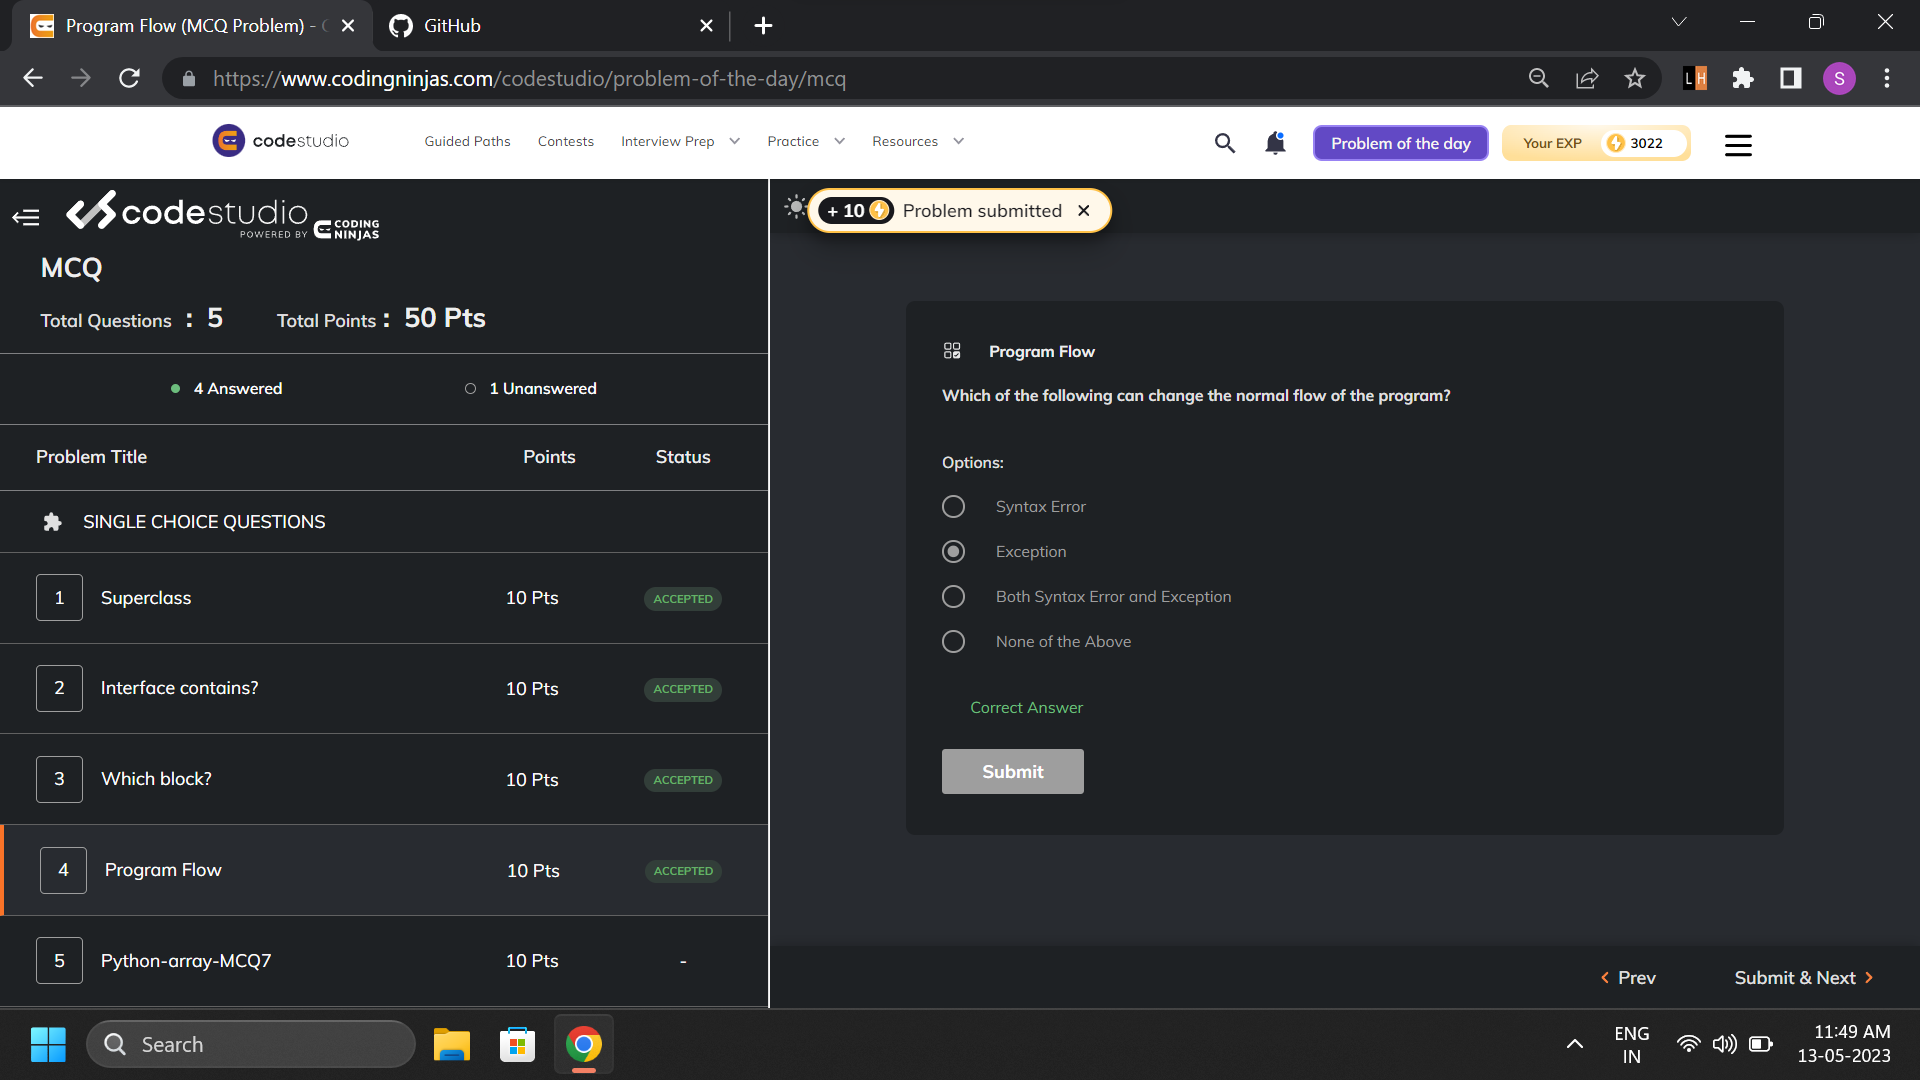 Program Flow (MCQ Problem) -
GitHub
https://www.codingninjas.com/codestudio/problem-of-the-day/mcq
LH
S
codestudio
Guided Paths
Contests
Interview Prep
Practice
Resources
Problem of the day
Your EXP
3022
codestudio
POWERED BY
CODING
NINJAS
+ 10
Problem submitted
MCQ
Total Questions : 5
Total Points : 50 Pts
4 Answered
1 Unanswered
Problem Title
Points
Status
SINGLE CHOICE QUESTIONS
1 Superclass 10 Pts ACCEPTED
2 Interface contains? 10 Pts ACCEPTED
3 Which block? 10 Pts ACCEPTED
4 Program Flow 10 Pts ACCEPTED
5 Python-array-MCQ7 10 Pts -
Program Flow
Which of the following can change the normal flow of the program?
Options:
Syntax Error
Exception
Both Syntax Error and Exception
None of the Above
Correct Answer
Submit
Prev
Submit & Next
Search
ENG
IN
11:49 AM
13-05-2023